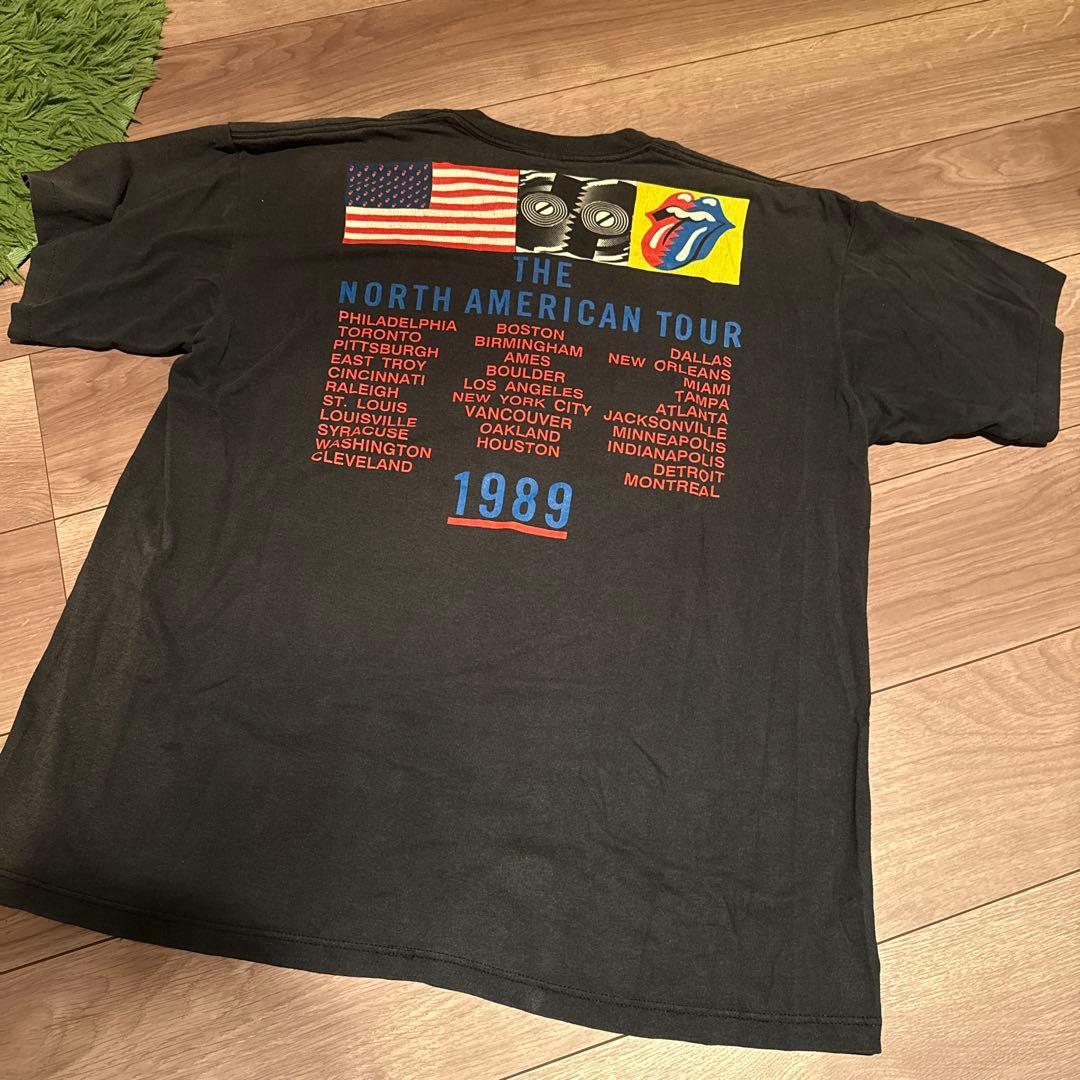 THE
NORTH AMERICAN TOUR
PHILADELPHIA
TORONTO
PITTSBURGH
EAST TROY
CINCINNATI
RALEIGH
ST. LOUIS
LOUISVILLE
SYRACUSE
WASHINGTON
CLEVELAND
BOSTON
BIRMINGHAM
AMES
BOULDER
LOS ANGELES
NEW YORK CITY
VANCOUVER
OAKLAND
HOUSTON
DALLAS
NEW ORLEANS
MIAMI
TAMPA
ATLANTA
JACKSONVILLE
MINNEAPOLIS
INDIANAPOLIS
DETROIT
MONTREAL
1989